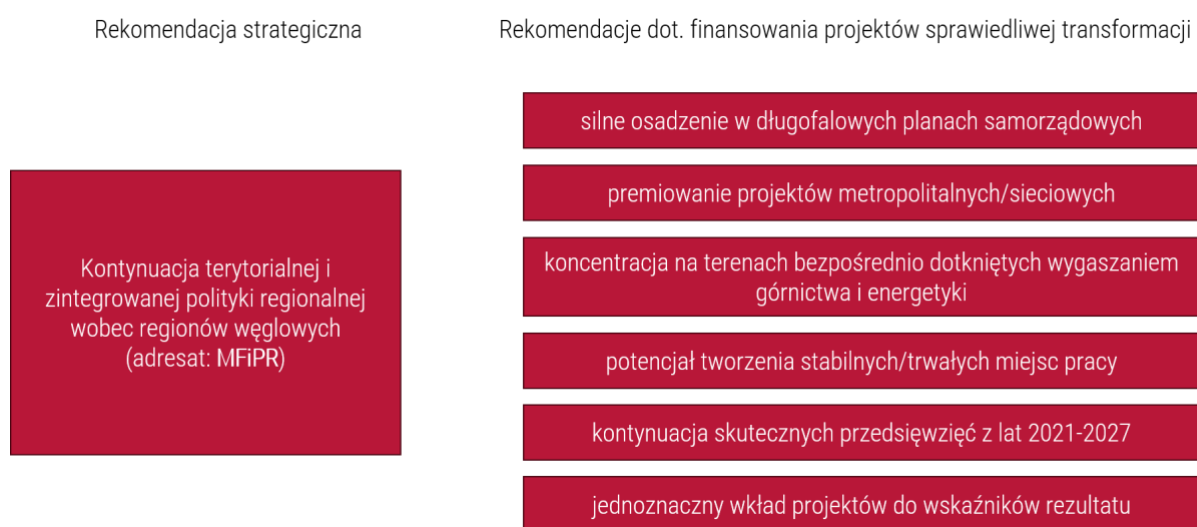 Rekomendacja strategiczna
Rekomendacje dot. finansowania projektów sprawiedliwej transformacji
Kontynuacja terytorialnej i
zintegrowanej polityki regionalnej
wobec regionów węglowych
(adresat: MFiPR)
silne osadzenie w długofalowych planach samorządowych
premiowanie projektów metropolitalnych/sieciowych
koncentracja na terenach bezpośrednio dotkniętych wygaszaniem
górnictwa i energetyki
potencjał tworzenia stabilnych/trwałych miejsc pracy
kontynuacja skutecznych przedsięwzięć z lat 2021-2027
jednoznaczny wkład projektów do wskaźników rezultatu